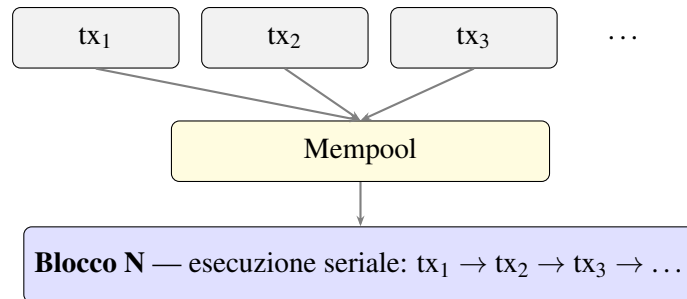 tx₁ tx₂ tx₃ ...
Mempool
Blocco N — esecuzione seriale: tx₁ → tx₂ → tx₃ → ...